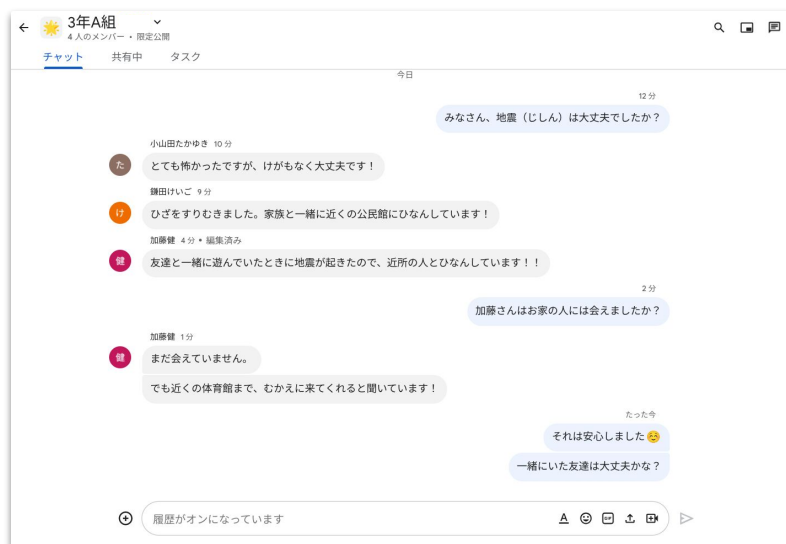 3年A組
4 人のメンバー • 限定公開
チャット 共有中 タスク
今日
12 分
みなさん、地震（じしん）は大丈夫でしたか？
小山田たかゆき 10 分
た
とても怖かったですが、けがもなく大丈夫です！
鎌田けいご 9 分
け
ひざをすりむきました。家族と一緒に近くの公民館にひなんしています！
加藤健 4 分 • 編集済み
健
友達と一緒に遊んでいたときに地震が起きたので、近所の人とひなんしています！！
2 分
加藤さんはお家の人には会えましたか？
加藤健 1 分
健
まだ会えていません。
でも近くの体育館まで、むかえに来てくれると聞いています！
たった今
それは安心しました☺️
一緒にいた友達は大丈夫かな？
履歴がオンになっています
A
GIF